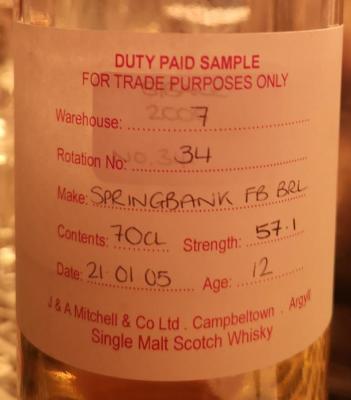 DUTY PAID SAMPLE
FOR TRADE PURPOSES ONLY
Warehouse: 7
Rotation No: 34
Make: SPRINGBANK FB BRL
Contents: 70CL Strength: 57.1
Date: 21 01 05 Age: 12
J & A Mitchell & Co Ltd . Campbeltown . Argyll
Single Malt Scotch Whisky